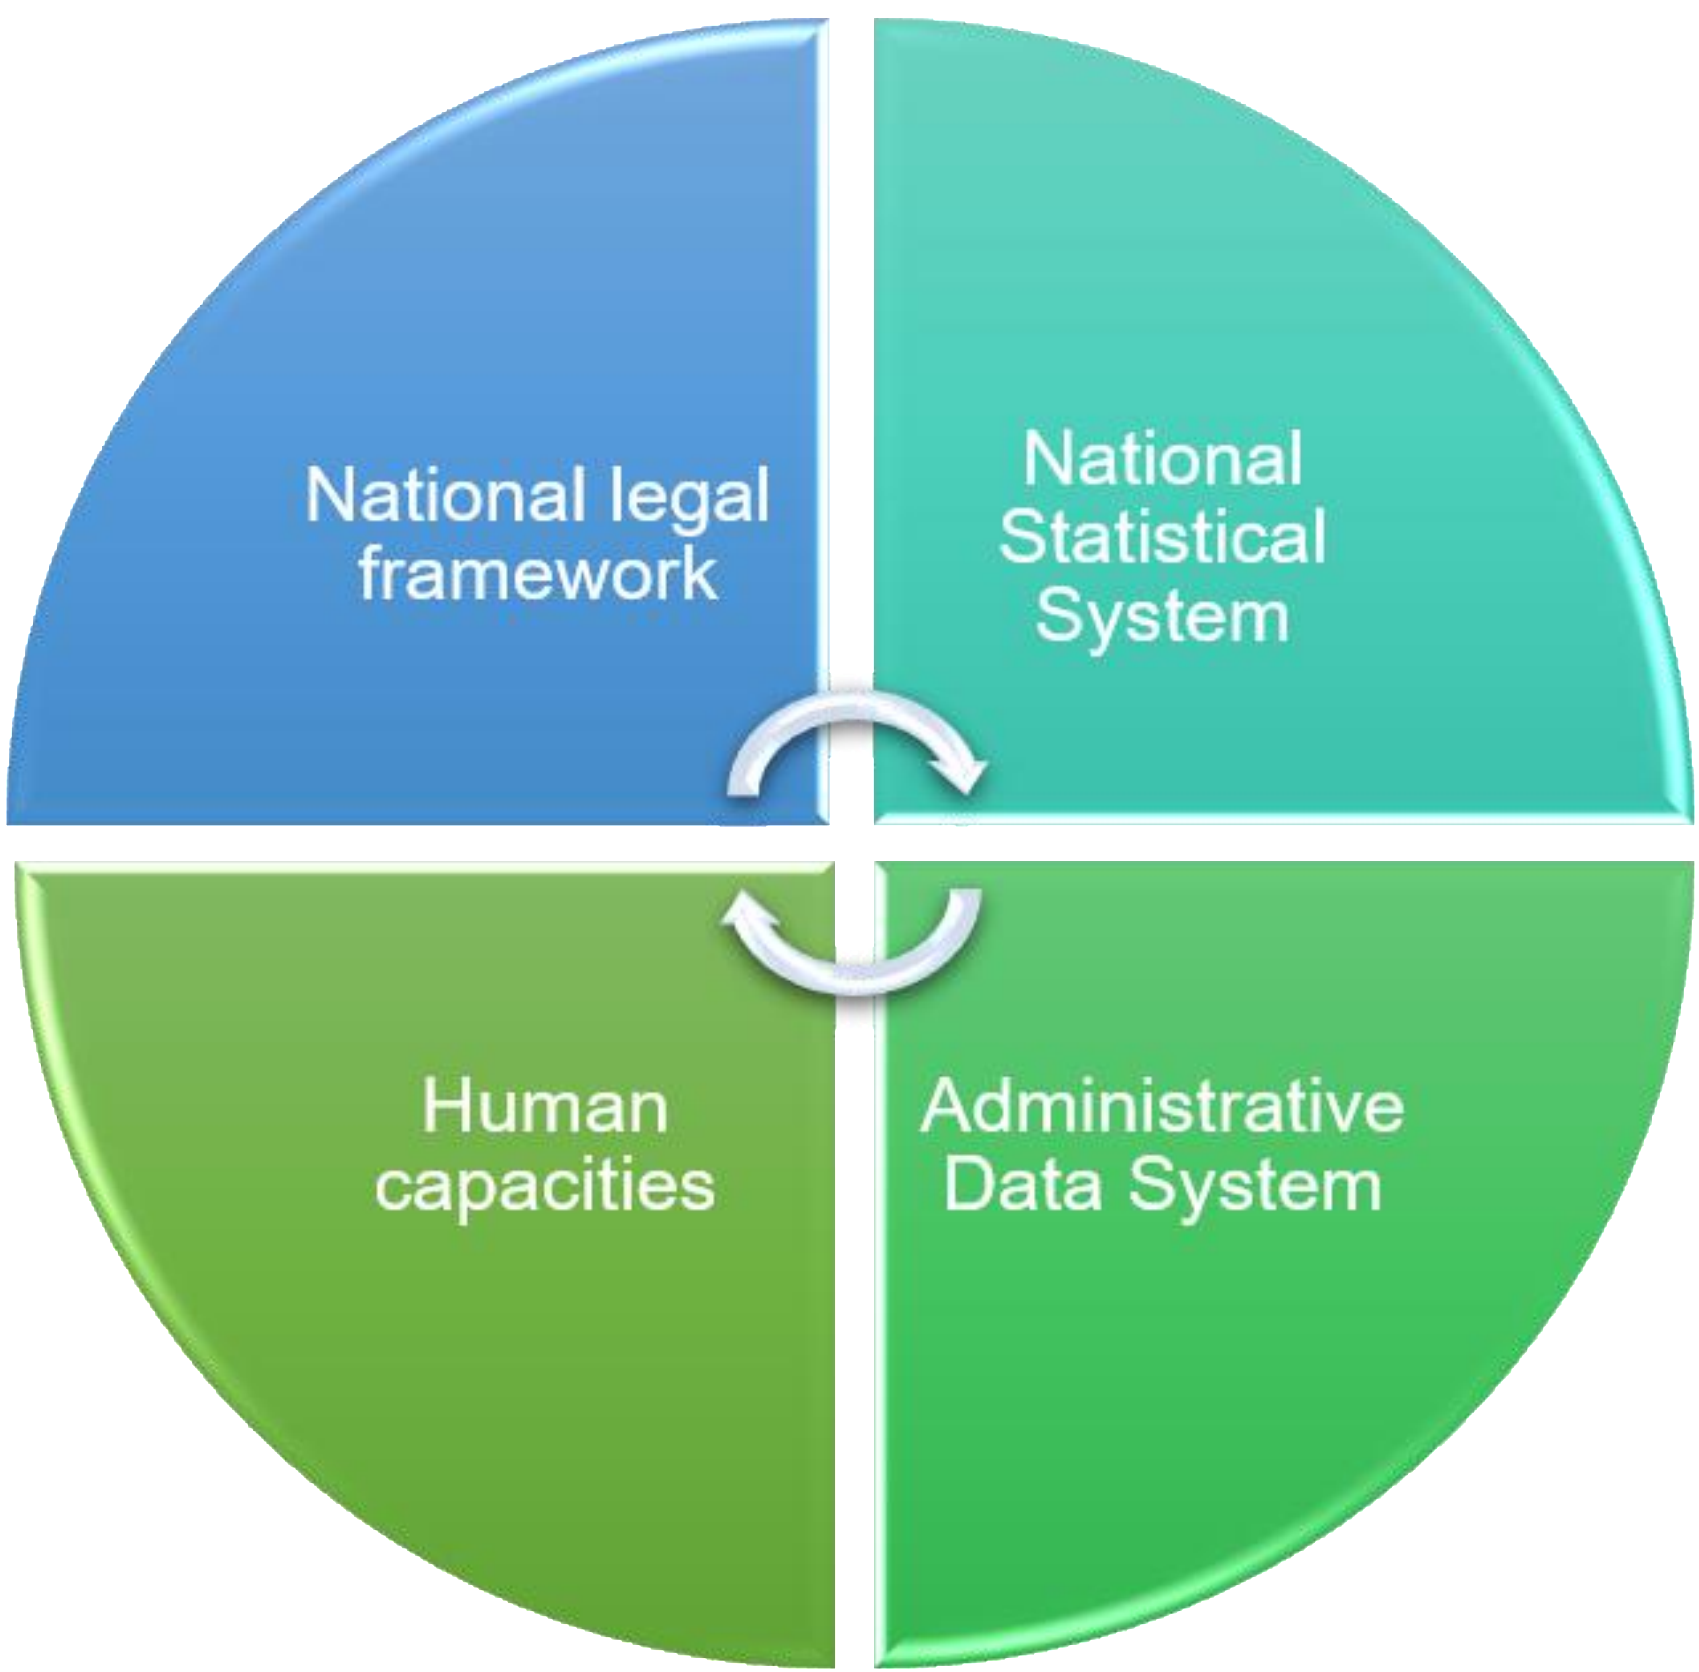 National legal
framework
National
Statistical
System
Human
capacities
Administrative
Data System